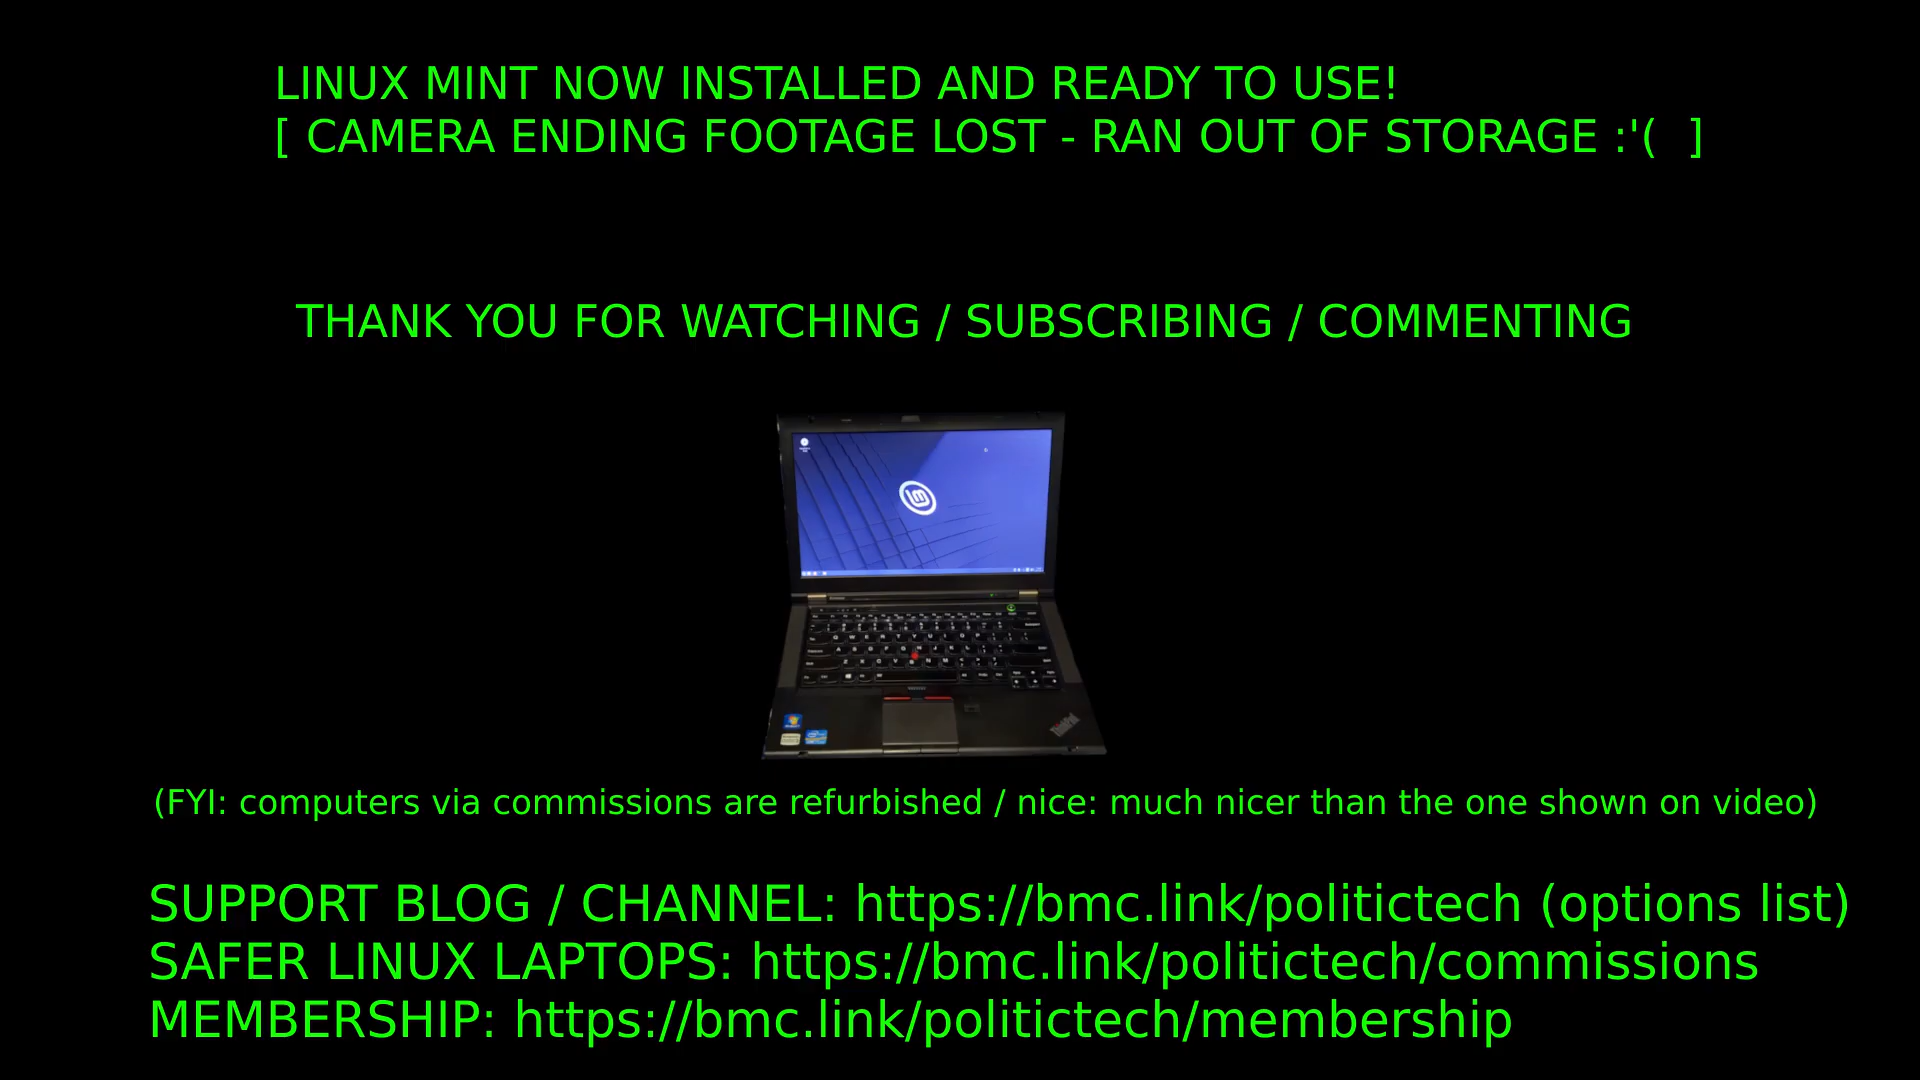 LINUX MINT NOW INSTALLED AND READY TO USE!
[ CAMERA ENDING FOOTAGE LOST - RAN OUT OF STORAGE :'(  ]
THANK YOU FOR WATCHING / SUBSCRIBING / COMMENTING
ThinkPad
(FYI: computers via commissions are refurbished / nice: much nicer than the one shown on video)
SUPPORT BLOG / CHANNEL: https://bmc.link/politictech (options list)
SAFER LINUX LAPTOPS: https://bmc.link/politictech/commissions
MEMBERSHIP: https://bmc.link/politictech/membership